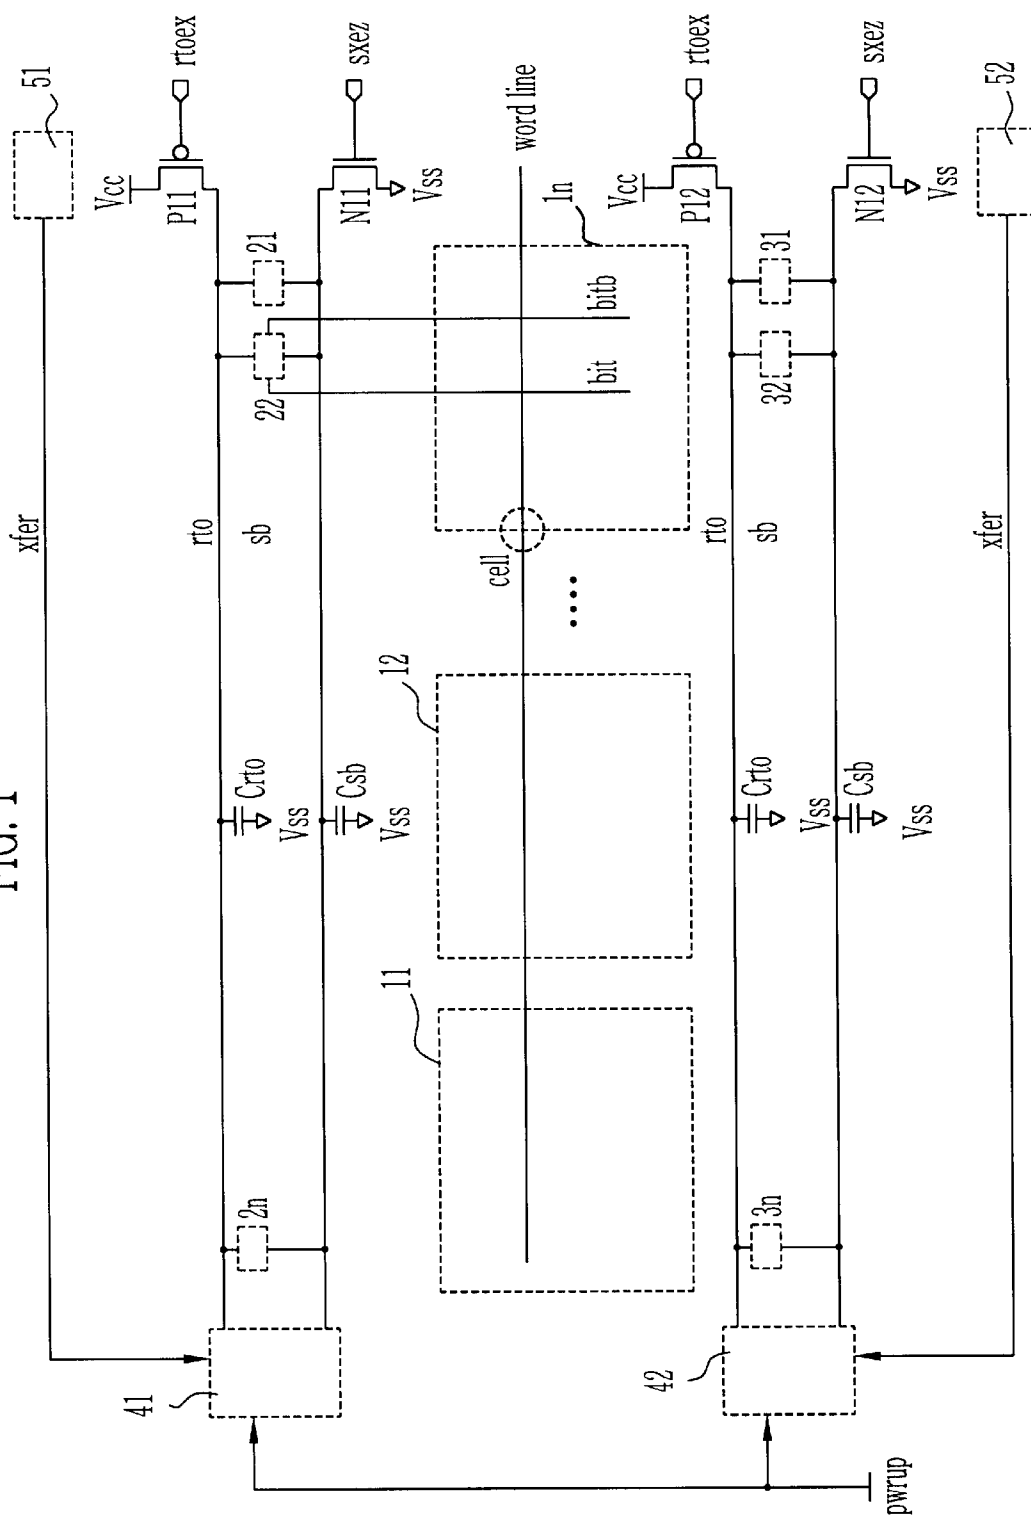 FIG. 1
51
52
xfer
xfer
rtoex
Vcc
P11
sxez
N11
Vss
21
22
2n
rto
sb
Crto
Vss
Csb
Vss
41
word line
1n
bitb
bit
cell
....
12
11
rtoex
Vcc
P12
sxez
N12
Vss
31
32
3n
rto
sb
Crto
Vss
Csb
Vss
42
pwrup